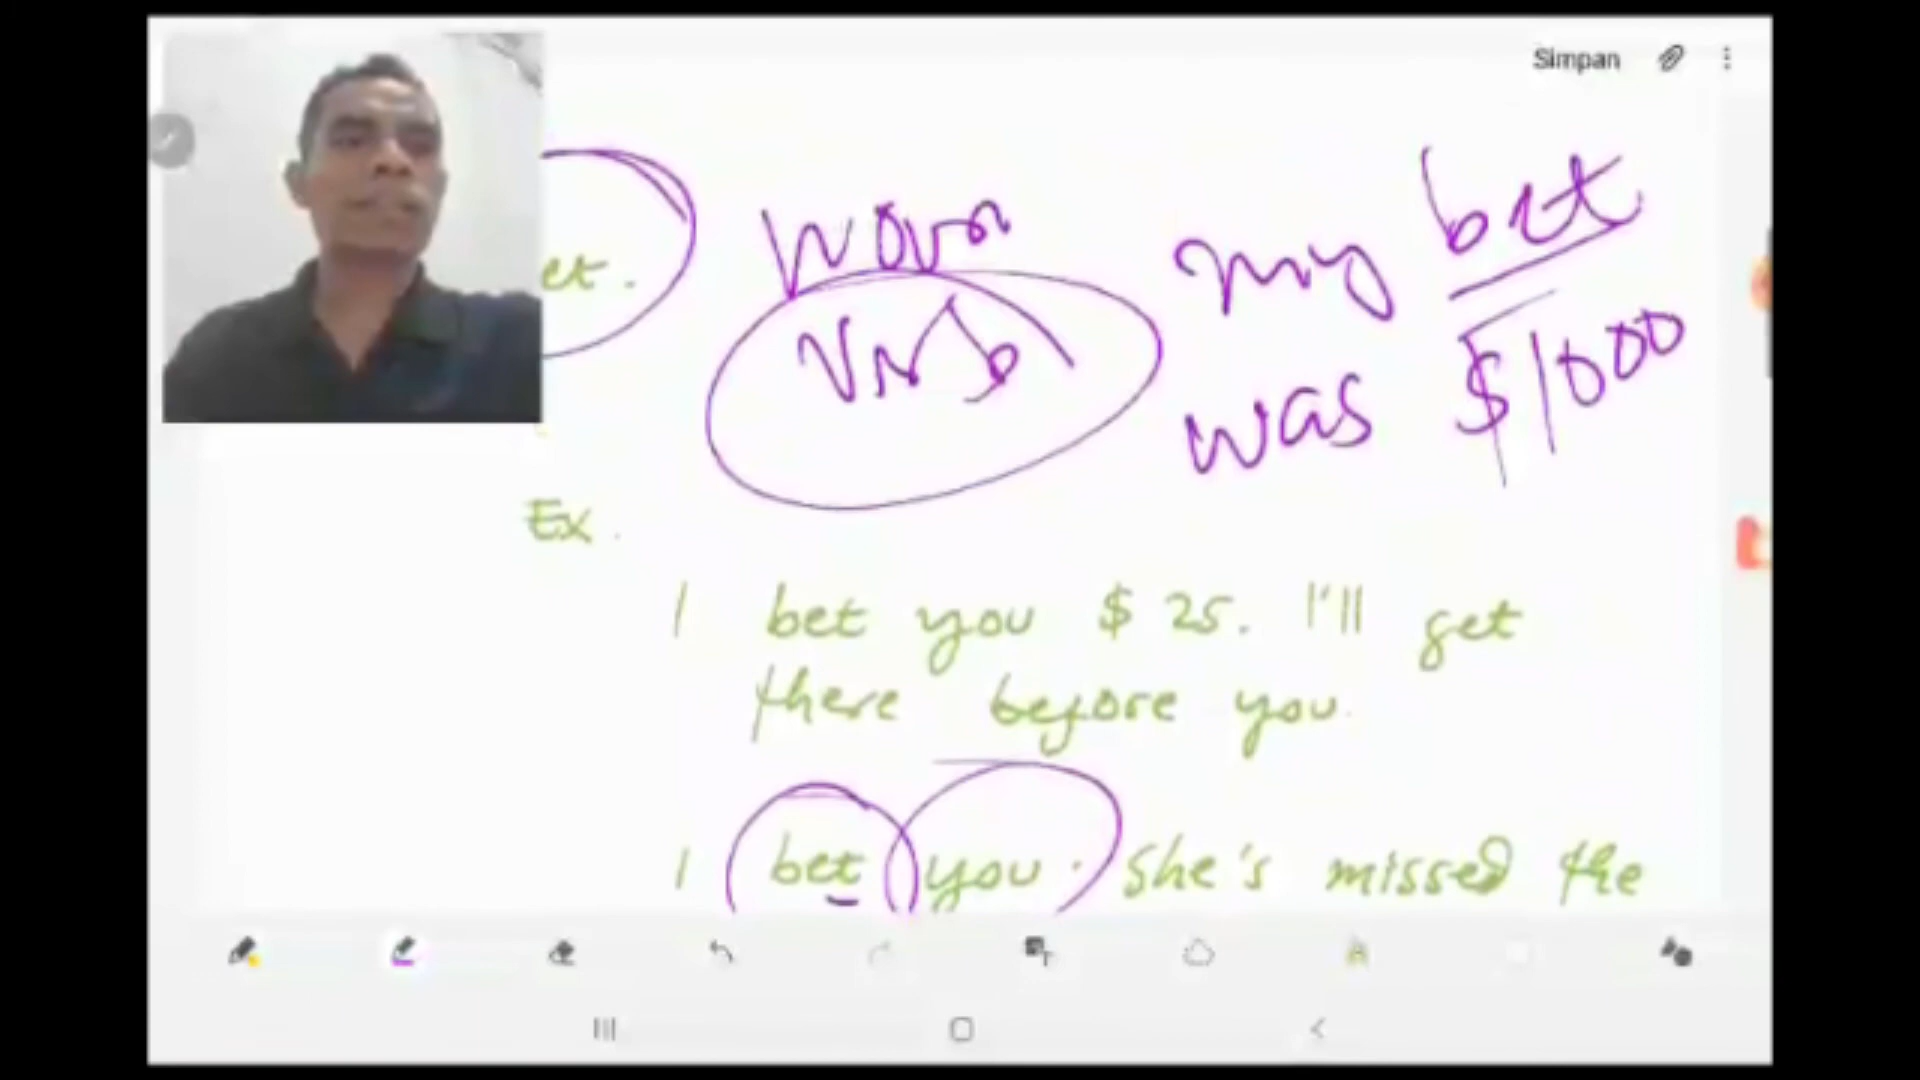 Simpan
et.
noun
verb
my bet
was $1000
Ex.
I bet you $ 25. I'll get
there before you.
I bet you. She's missed the